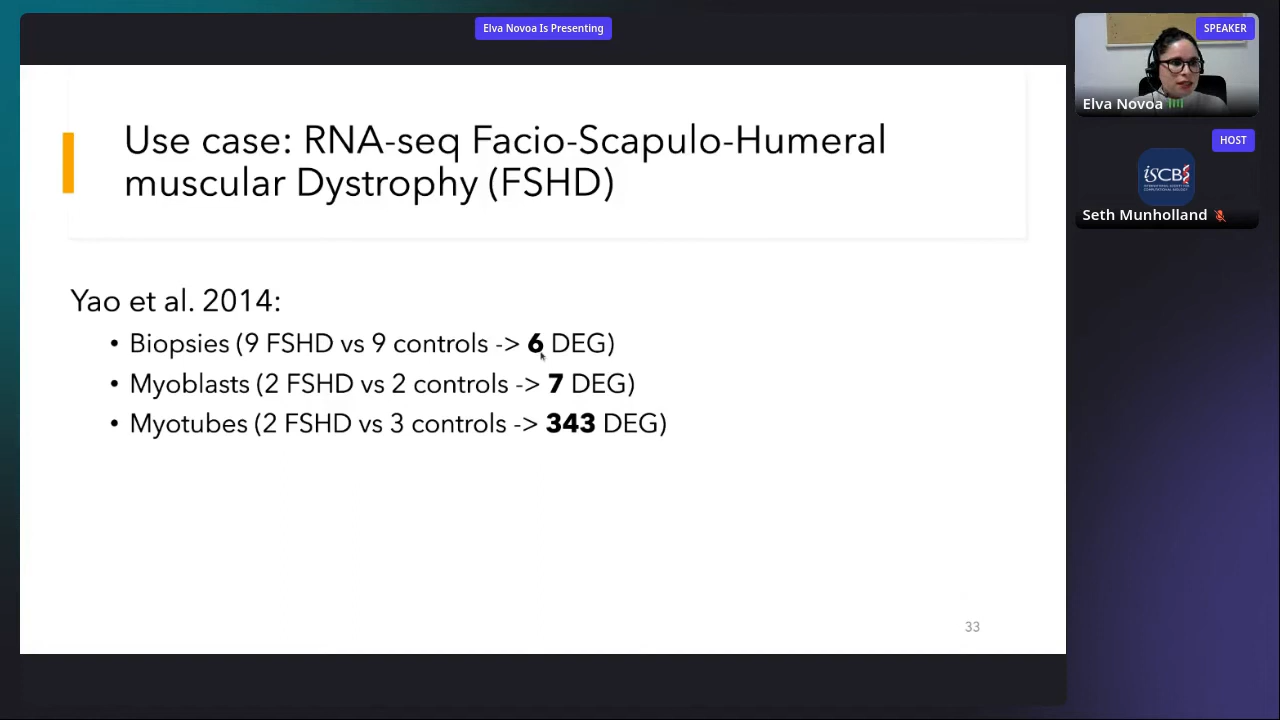 Elva Novoa Is Presenting
SPEAKER
Elva Novoa
HOST
iSCB
Seth Munholland
Use case: RNA-seq Facio-Scapulo-Humeral
muscular Dystrophy (FSHD)
Yao et al. 2014:
• Biopsies (9 FSHD vs 9 controls -> 6 DEG)
• Myoblasts (2 FSHD vs 2 controls -> 7 DEG)
• Myotubes (2 FSHD vs 3 controls -> 343 DEG)
33